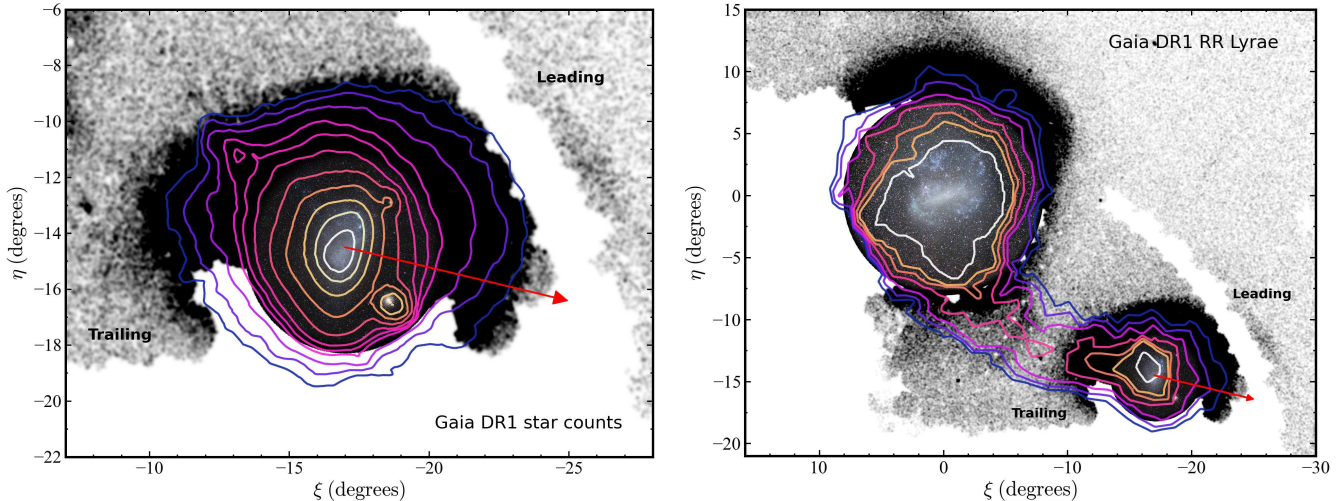 −6
−8
−10
−12
−14
−16
−18
−20
−22
η (degrees)
Leading
Trailing
Gaia DR1 star counts
−10 −15 −20 −25
ξ (degrees)
15
10
5
0
−5
−10
−15
−20
η (degrees)
Gaia DR1 RR Lyrae
Leading
Trailing
10 0 −10 −20 −30
ξ (degrees)